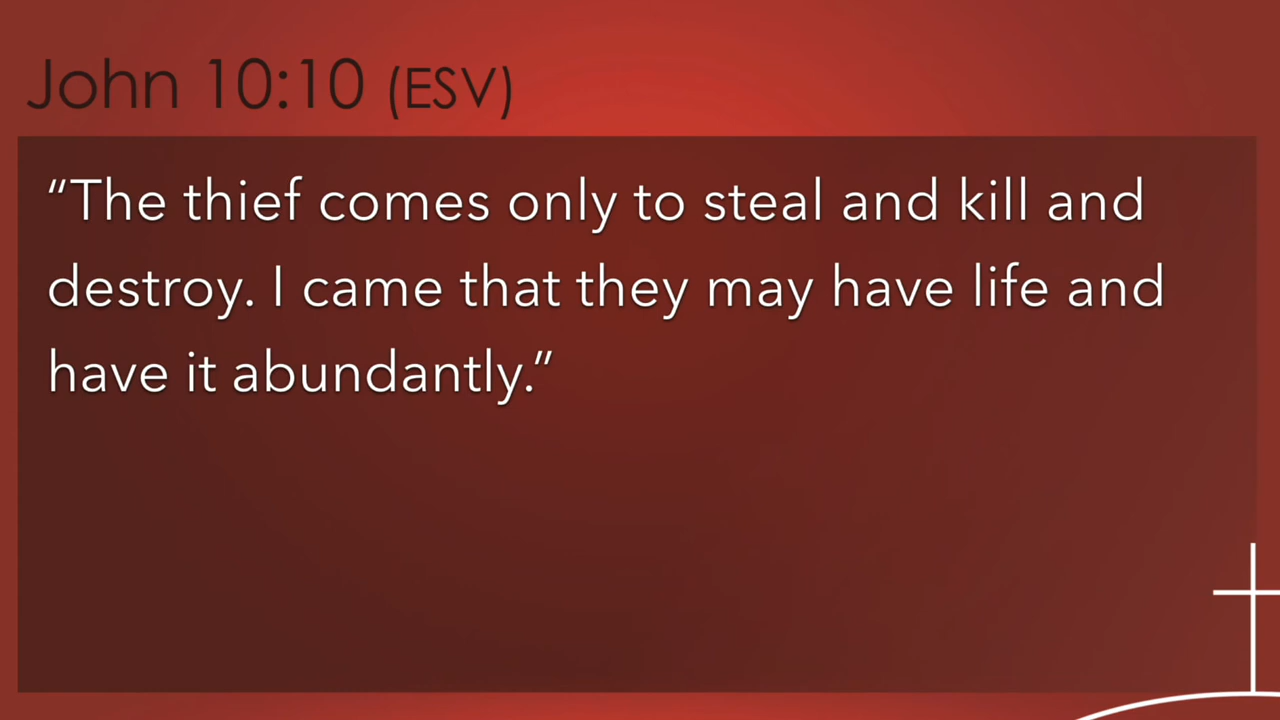 John 10:10 (ESV)
“The thief comes only to steal and kill and
destroy. I came that they may have life and
have it abundantly.”